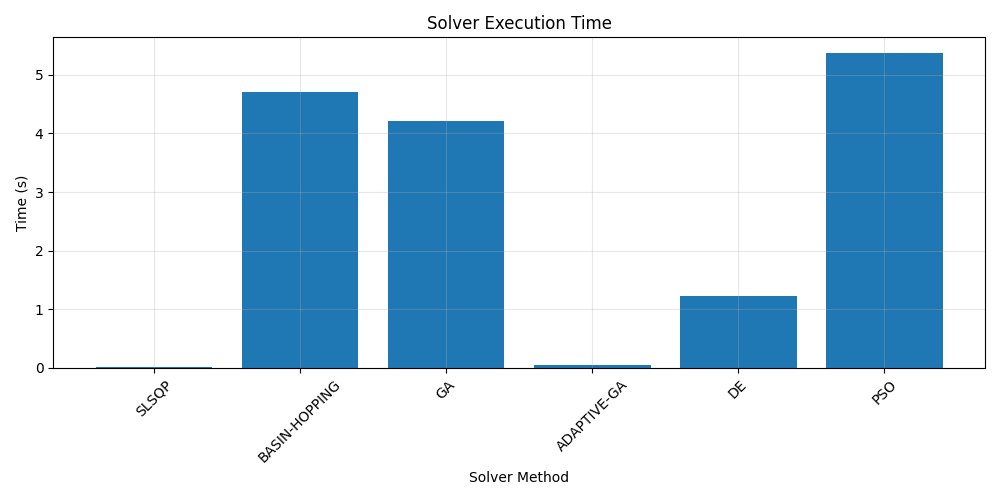 Solver Execution Time
Time (s)
5
4
3
2
1
0
SLSQP
BASIN-HOPPING
GA
ADAPTIVE-GA
DE
PSO
Solver Method